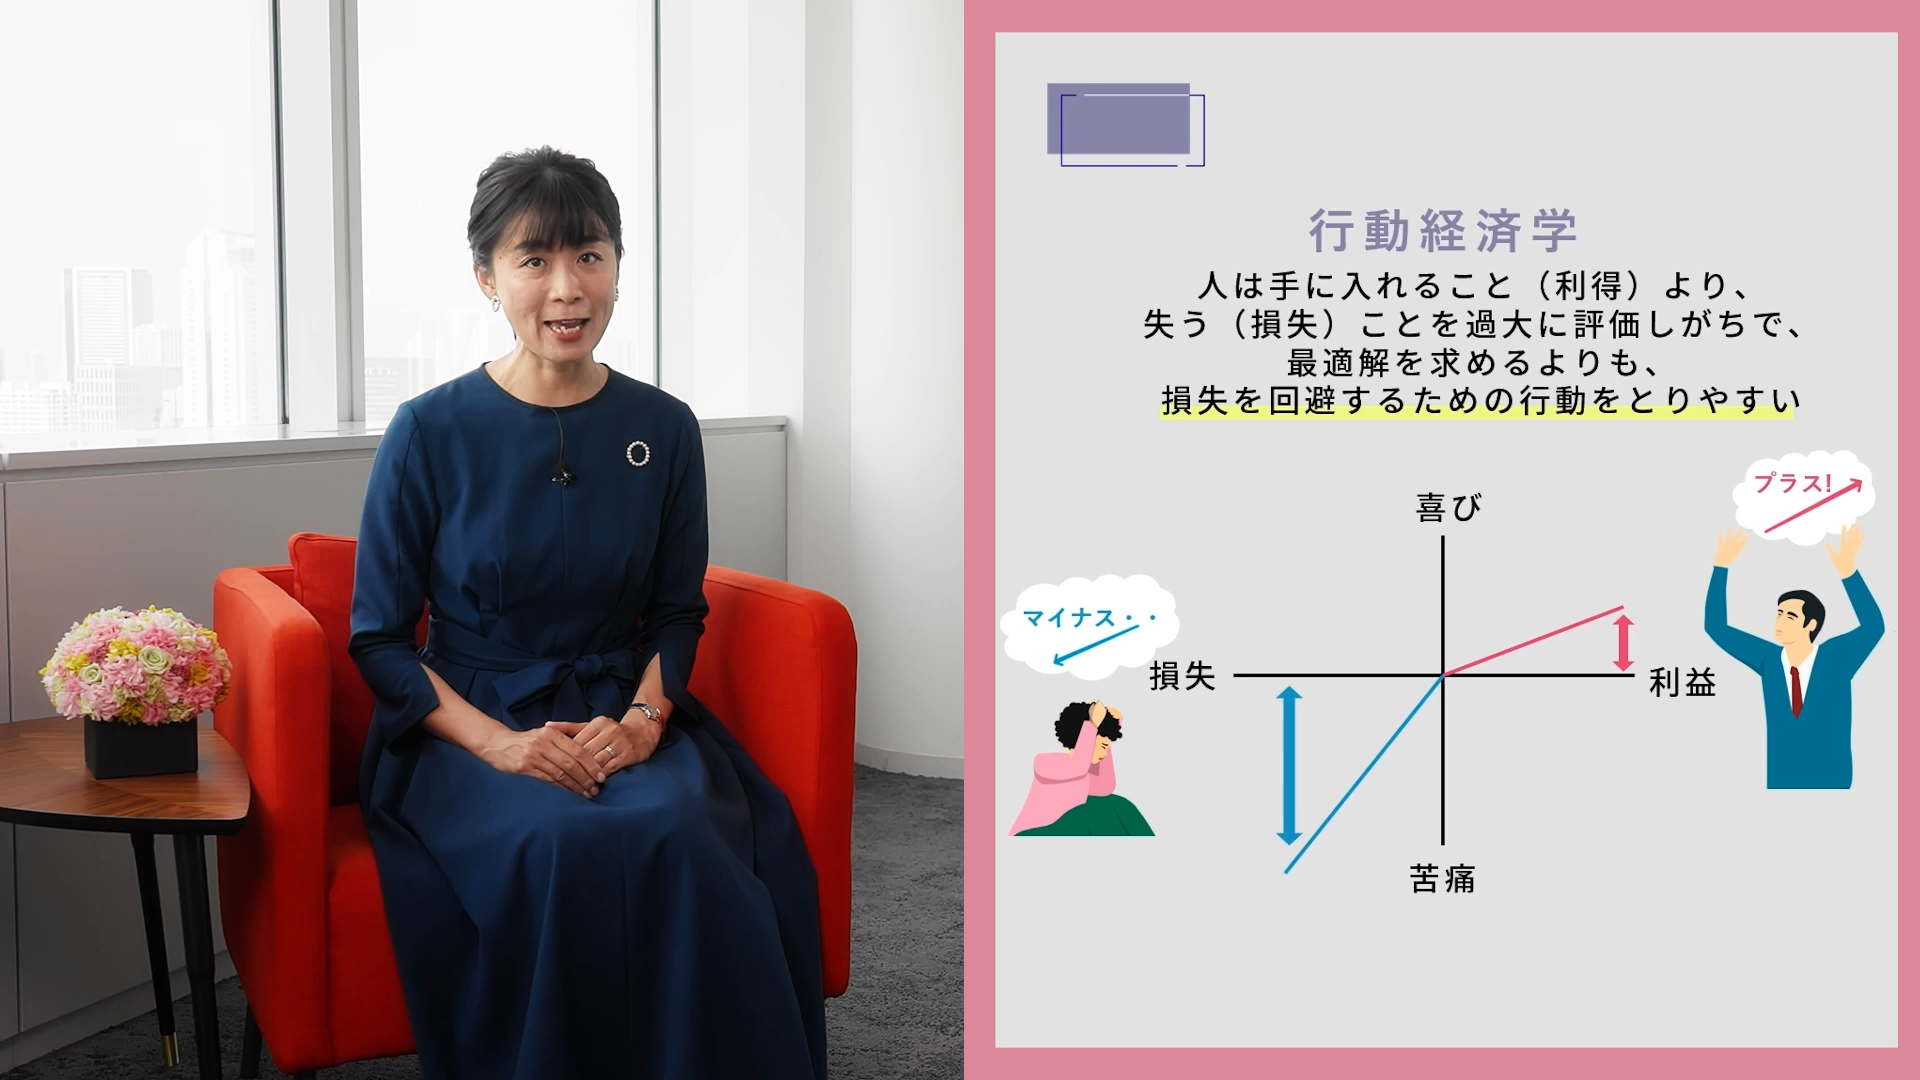 行動経済学
人は手に入れること（利得）より、
失う（損失）ことを過大に評価しがちで、
最適解を求めるよりも、
損失を回避するための行動をとりやすい
プラス!
喜び
マイナス・・
損失
利益
苦痛